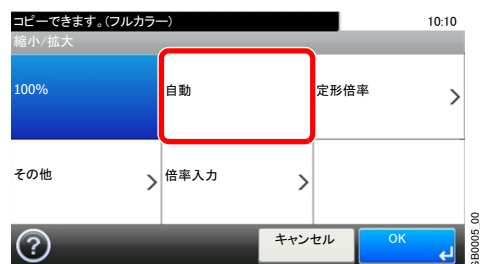 コピーできます。(フルカラー) 10:10
縮小/拡大
100% 自動 定形倍率
その他 倍率入力
? キャンセル OK
GB0005_00